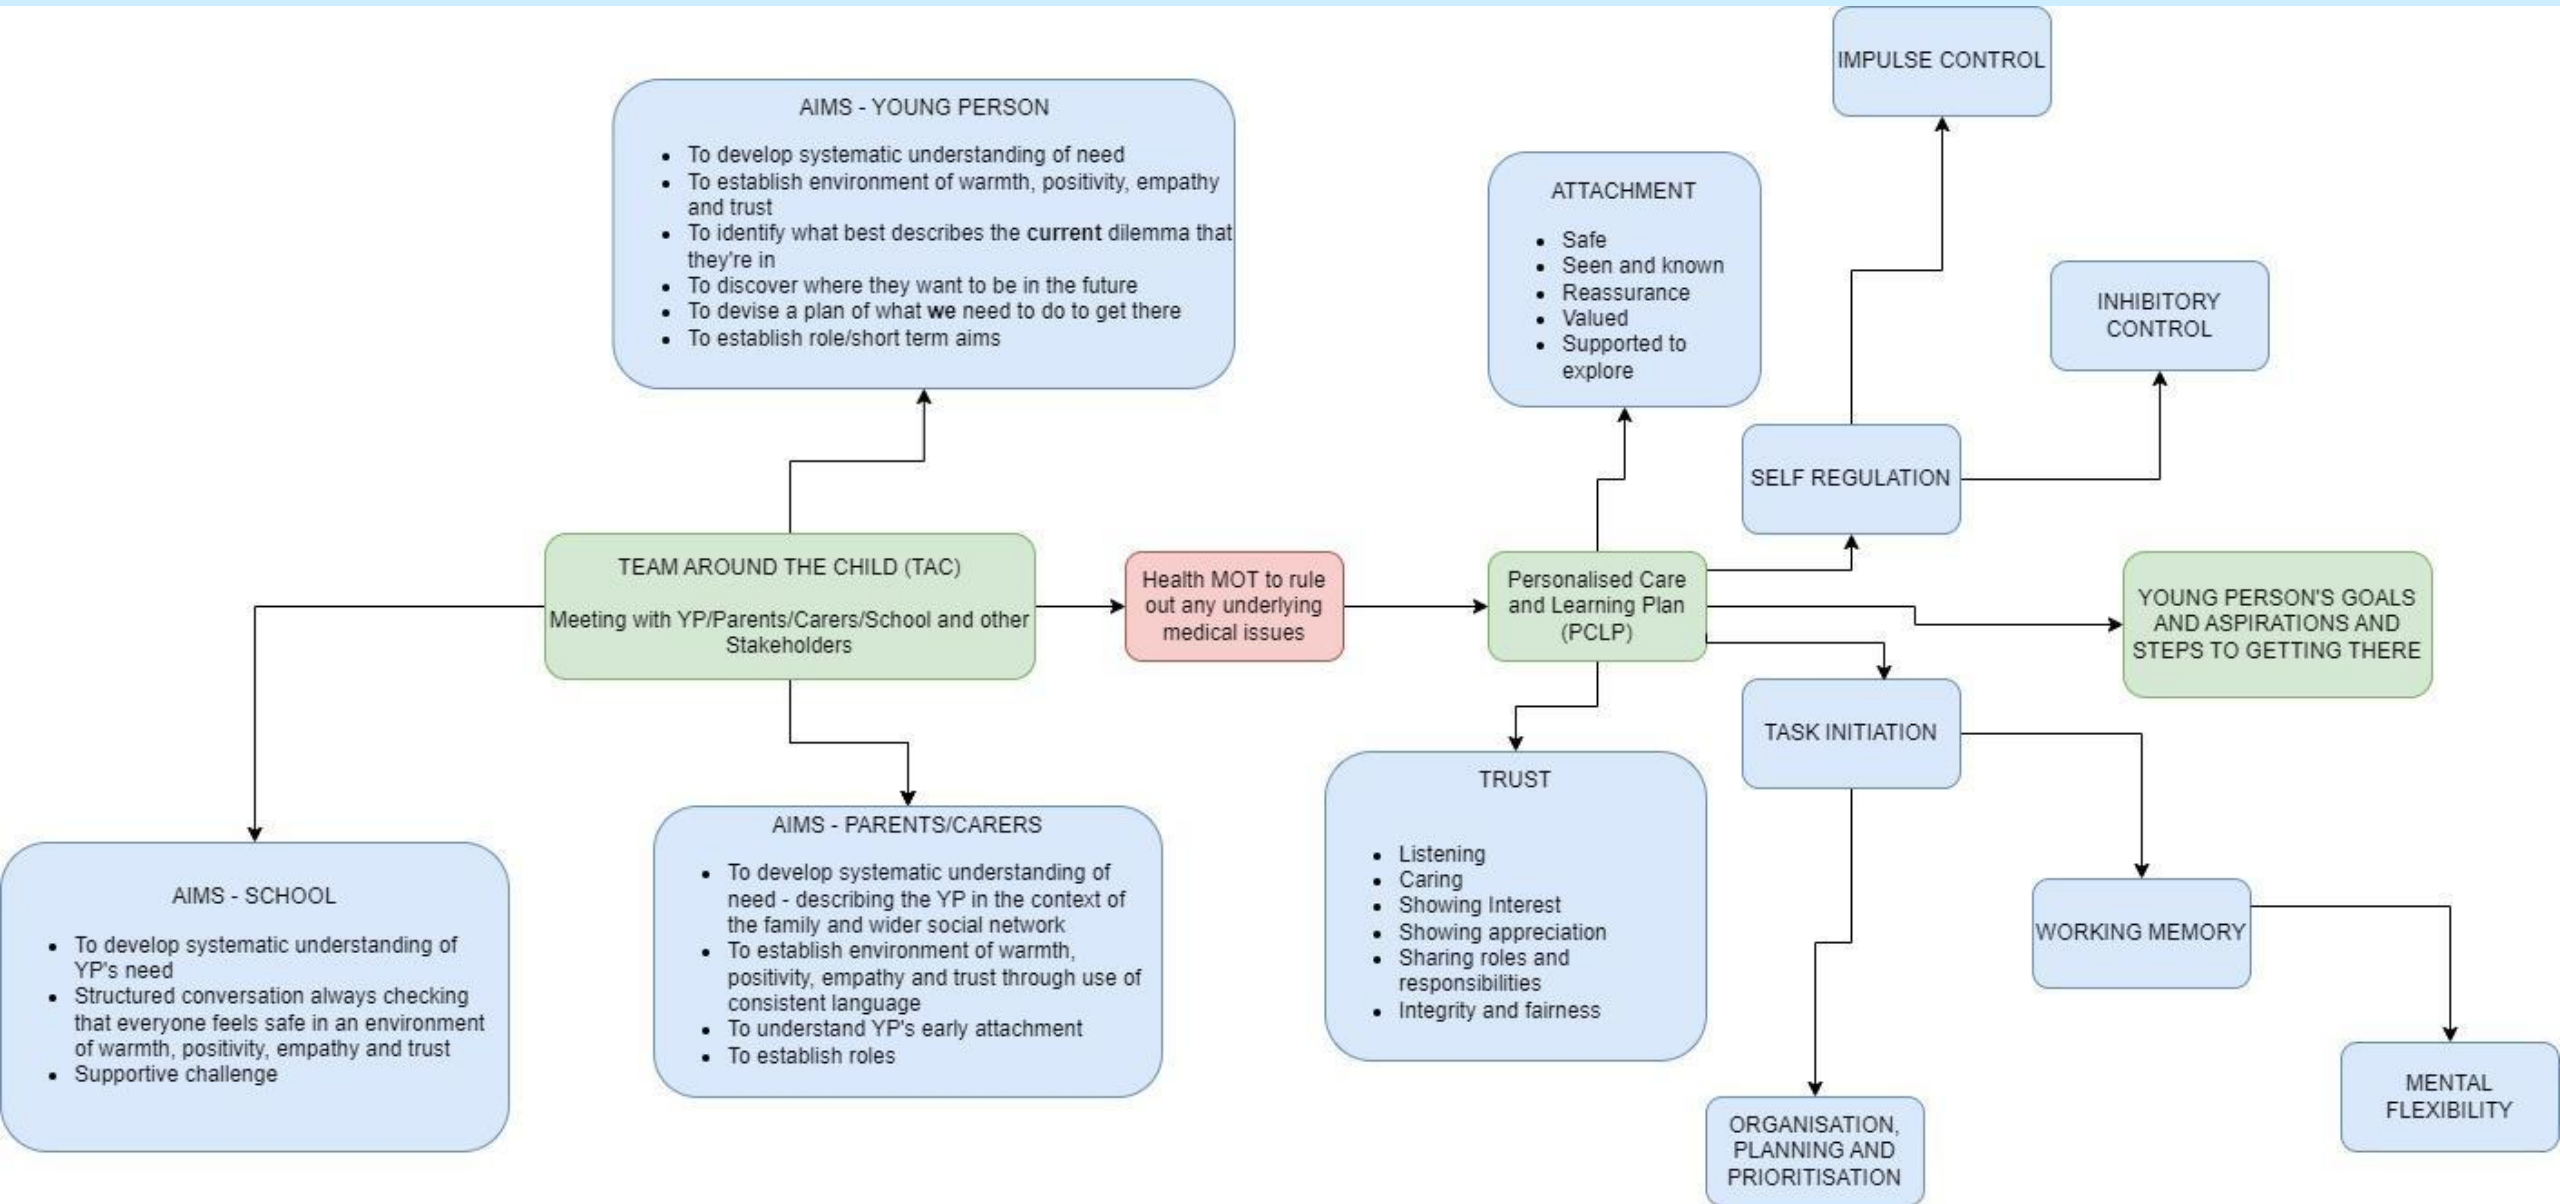 IMPULSE CONTROL
AIMS - YOUNG PERSON
• To develop systematic understanding of need
• To establish environment of warmth, positivity, empathy
and trust
• To identify what best describes the current dilemma that
they're in
• To discover where they want to be in the future
• To devise a plan of what we need to do to get there
• To establish role/short term aims
ATTACHMENT
• Safe
• Seen and known
• Reassurance
• Valued
• Supported to
explore
INHIBITORY
CONTROL
SELF REGULATION
TEAM AROUND THE CHILD (TAC)
Meeting with YP/Parents/Carers/School and other
Stakeholders
Health MOT to rule
out any underlying
medical issues
Personalised Care
and Learning Plan
(PCLP)
YOUNG PERSON'S GOALS
AND ASPIRATIONS AND
STEPS TO GETTING THERE
TASK INITIATION
AIMS - SCHOOL
• To develop systematic understanding of
YP's need
• Structured conversation always checking
that everyone feels safe in an environment
of warmth, positivity, empathy and trust
• Supportive challenge
AIMS - PARENTS/CARERS
• To develop systematic understanding of
need - describing the YP in the context of
the family and wider social network
• To establish environment of warmth,
positivity, empathy and trust through use of
consistent language
• To understand YP's early attachment
• To establish roles
TRUST
• Listening
• Caring
• Showing Interest
• Showing appreciation
• Sharing roles and
responsibilities
• Integrity and fairness
WORKING MEMORY
MENTAL
FLEXIBILITY
ORGANISATION,
PLANNING AND
PRIORITISATION